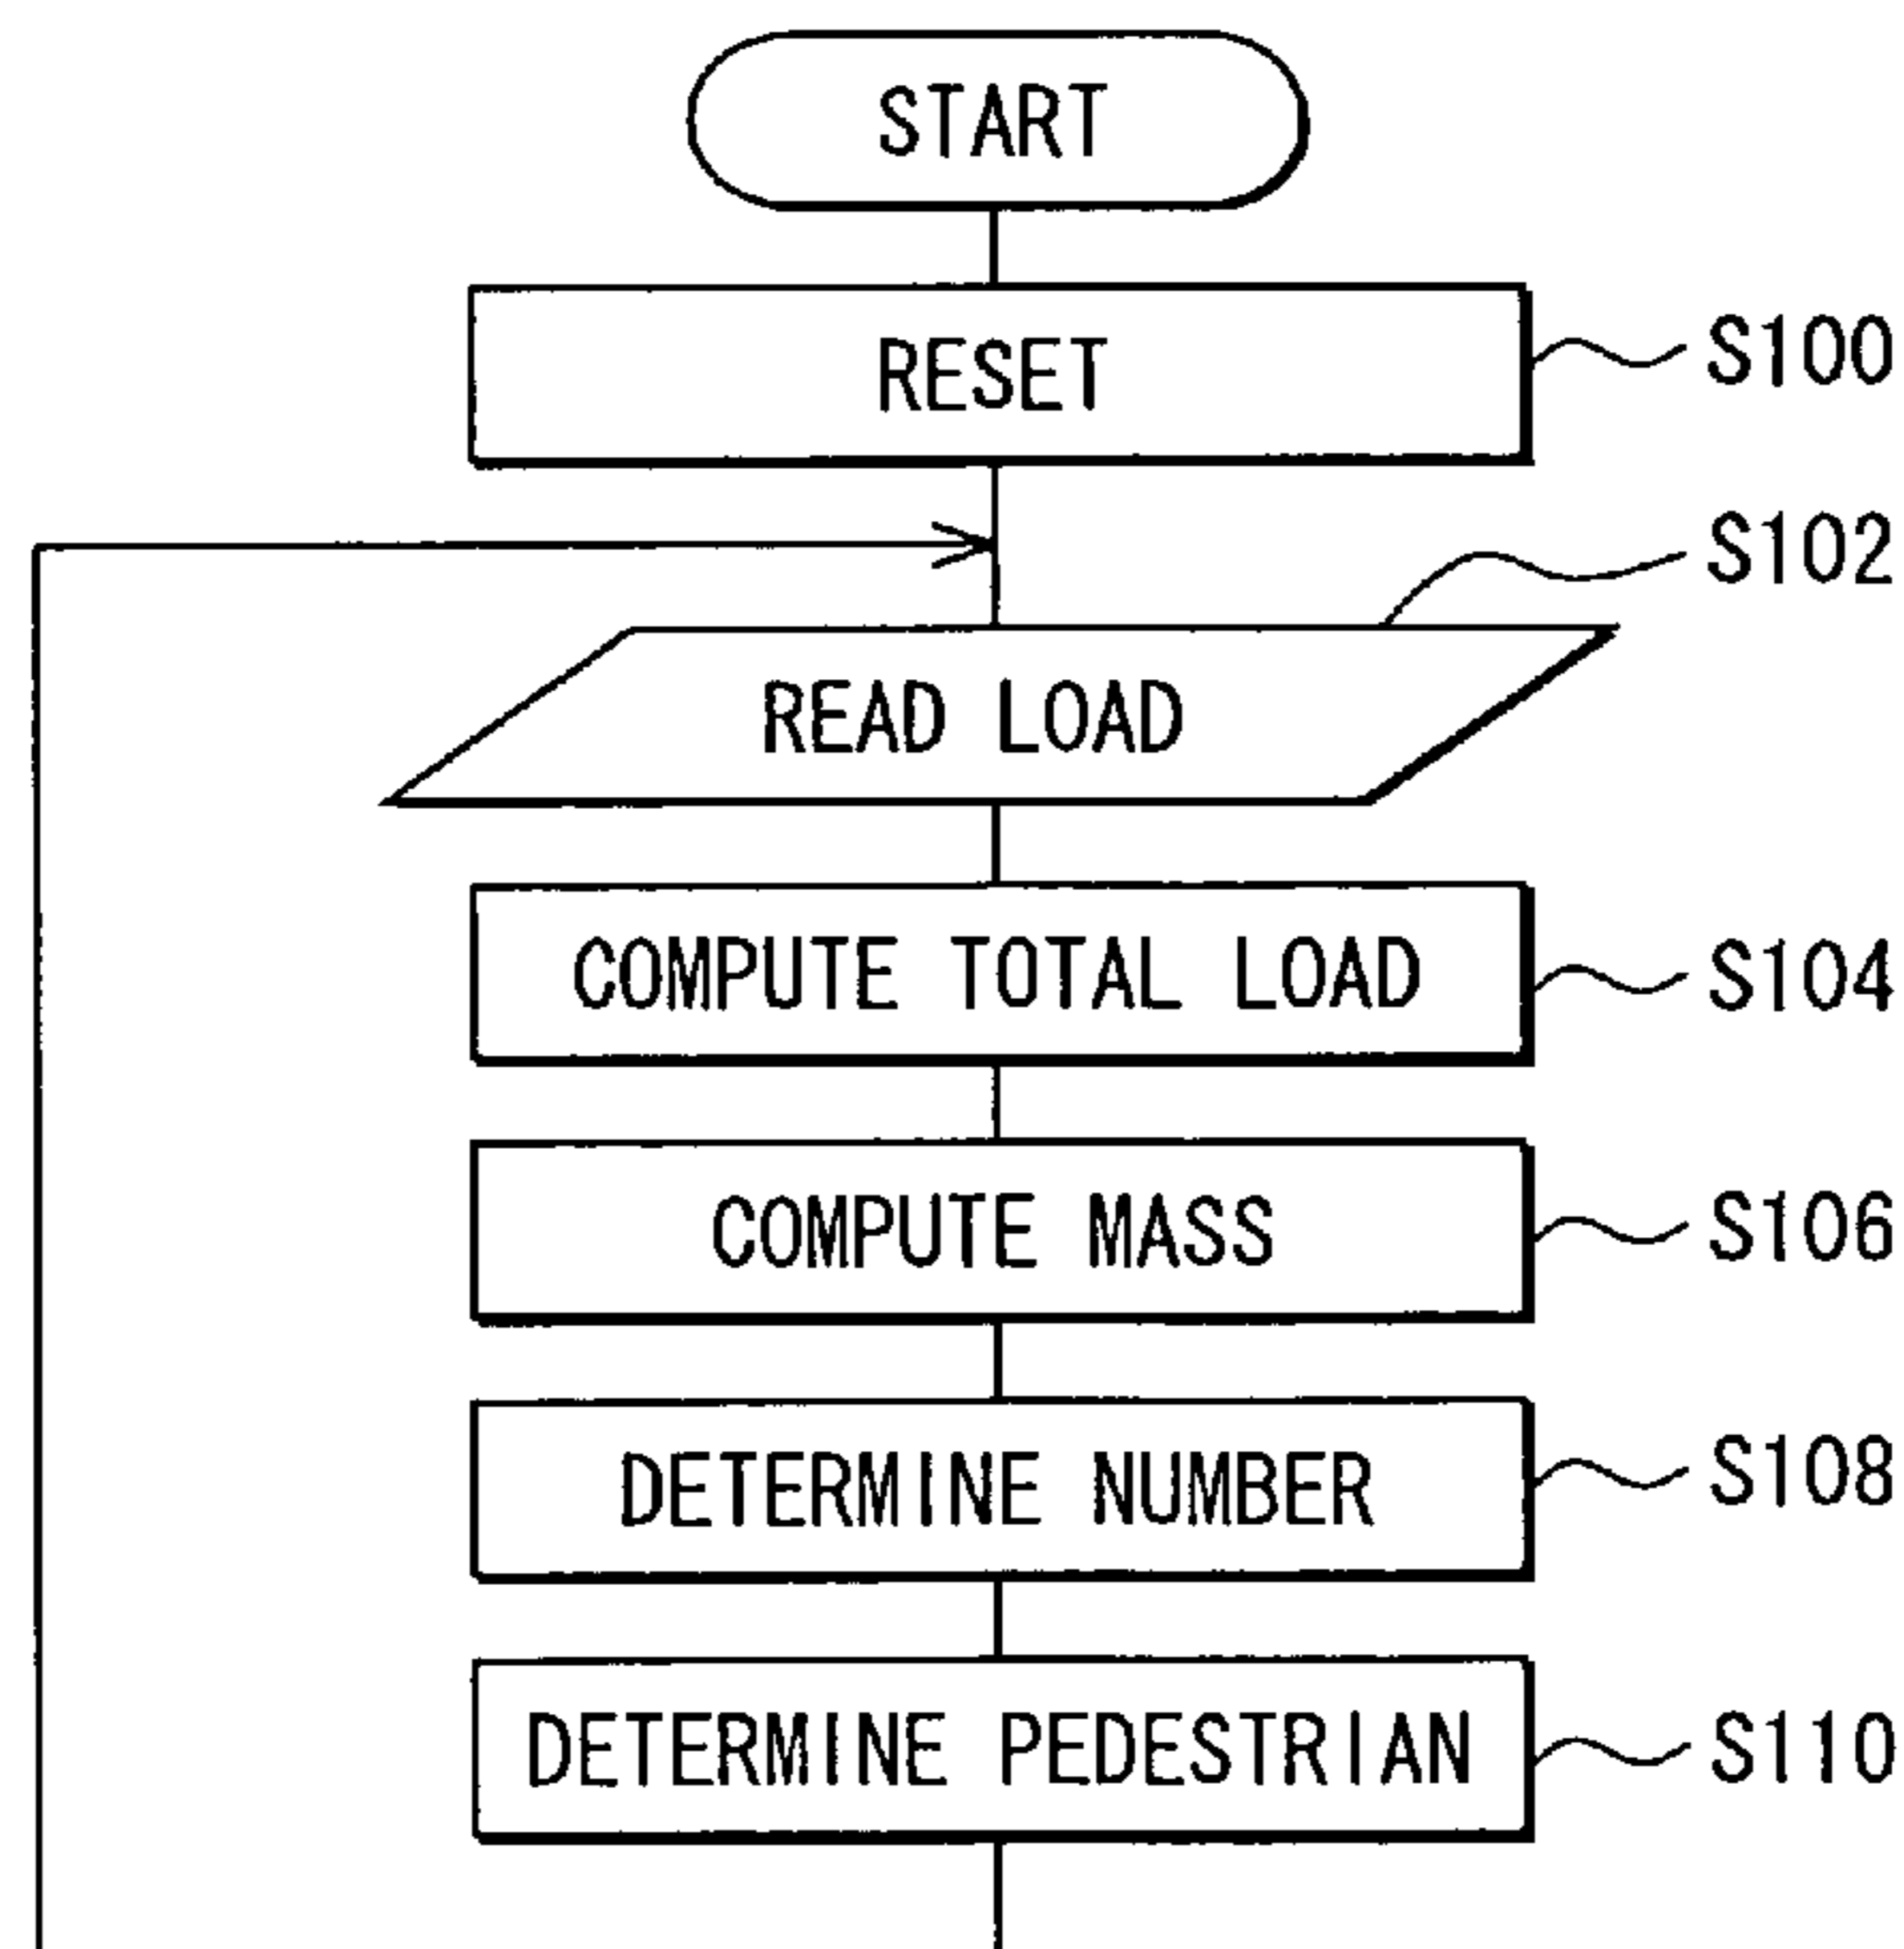 START
RESET
S100
S102
READ LOAD
COMPUTE TOTAL LOAD
S104
COMPUTE MASS
S106
DETERMINE NUMBER
S108
DETERMINE PEDESTRIAN
S110